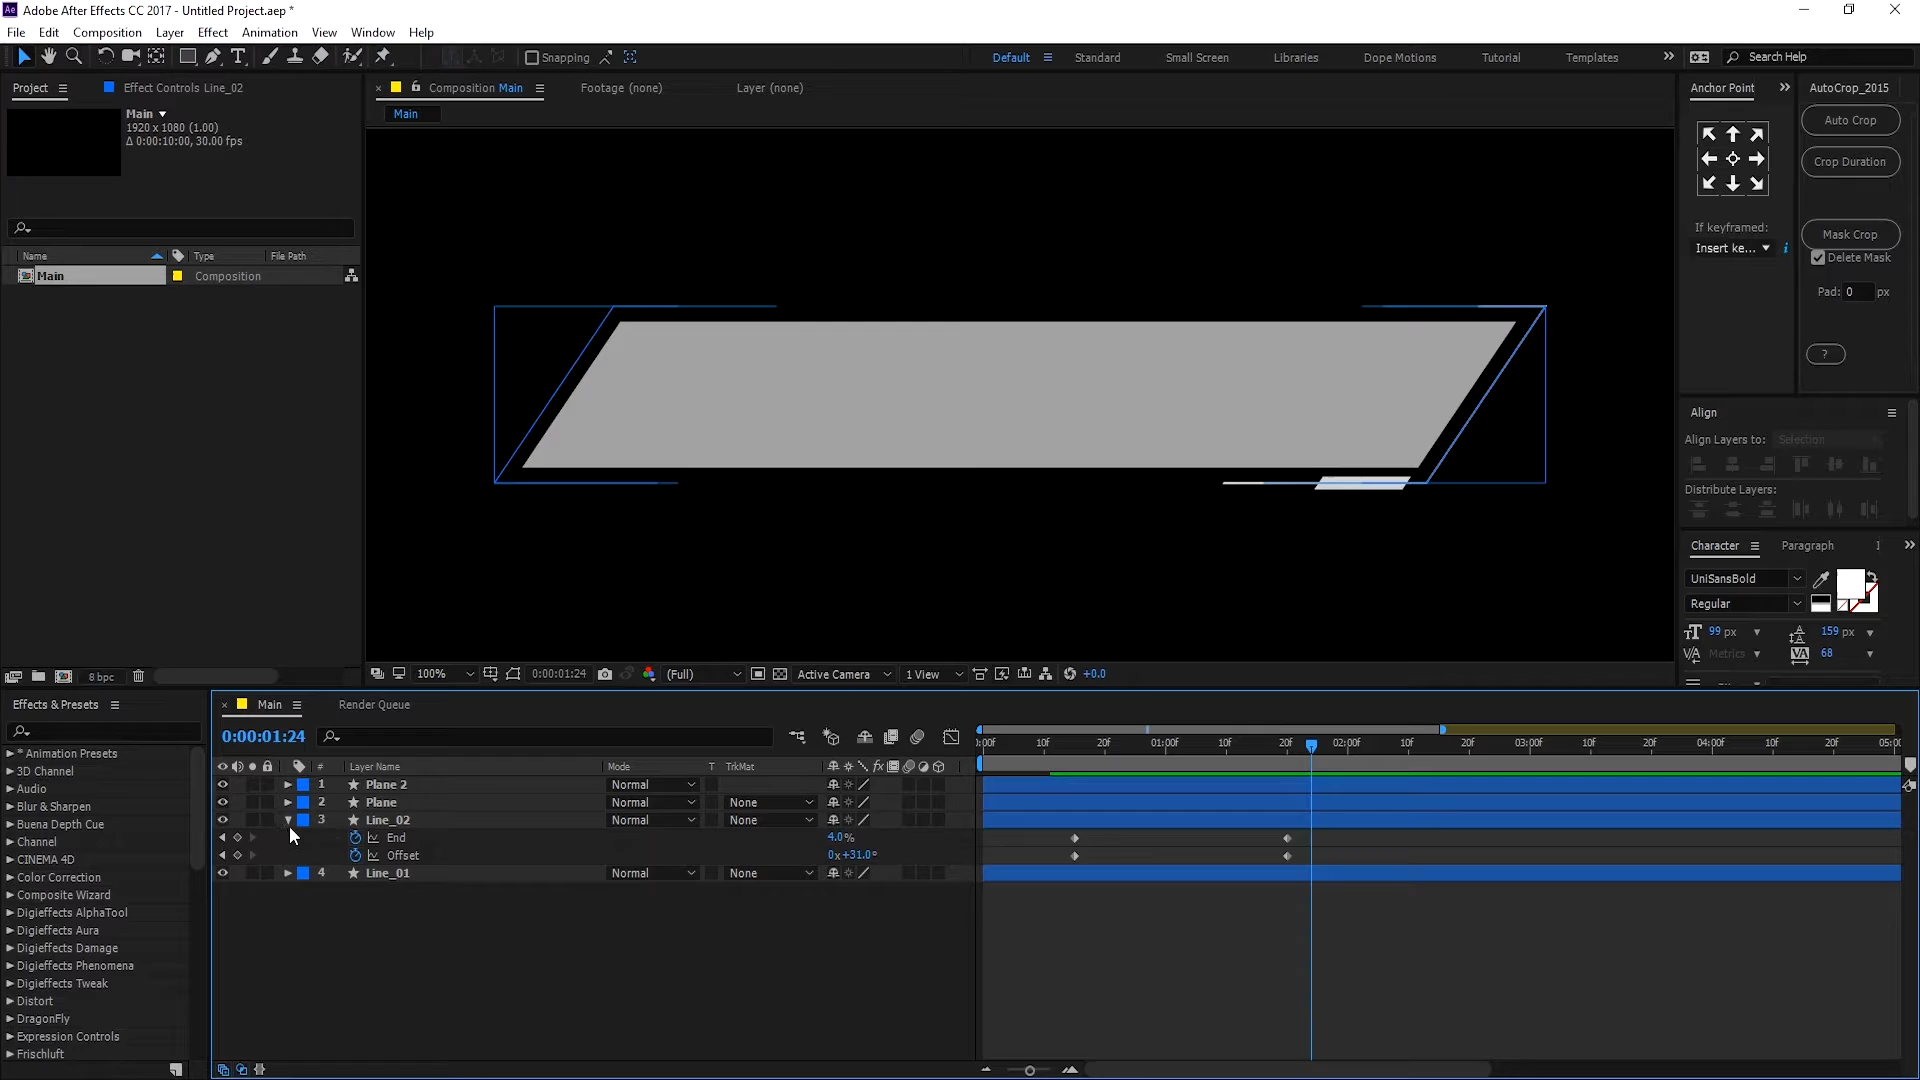 Adobe After Effects CC 2017 - Untitled Project.aep *
File Edit Composition Layer Effect Animation View Window Help
Snapping
Default Standard Small Screen Libraries Dope Motions Tutorial Templates
Search Help
Project Effect Controls Line_02
Main
1920 x 1080 (1.00)
Δ 0:00:10:00, 30.00 fps
Name Type File Path
Main Composition
Composition Main Footage (none) Layer (none)
Main
100% 0:00:01:24 (Full) Active Camera 1 View +0.0
8 bpc
Anchor Point AutoCrop_2015
Auto Crop
Crop Duration
If keyframed:
Insert ke...
Mask Crop
Delete Mask
Pad: 0 px
?
Align
Align Layers to: Selection
Distribute Layers:
Character Paragraph
UniSansBold
Regular
99 px 159 px
Metrics 68
Effects & Presets
* Animation Presets
3D Channel
Audio
Blur & Sharpen
Buena Depth Cue
Channel
CINEMA 4D
Color Correction
Composite Wizard
Digieffects AlphaTool
Digieffects Aura
Digieffects Damage
Digieffects Phenomena
Digieffects Tweak
Distort
DragonFly
Expression Controls
Frischluft
Main Render Queue
0:00:01:24
# Layer Name Mode T TrkMat
1 Plane 2 Normal
2 Plane Normal None
3 Line_02 Normal None
End 4.0%
Offset 0x+31.0°
4 Line_01 Normal None
:00f 10f 20f 01:00f 10f 20f 02:00f 10f 20f 03:00f 10f 20f 04:00f 10f 20f 05:00